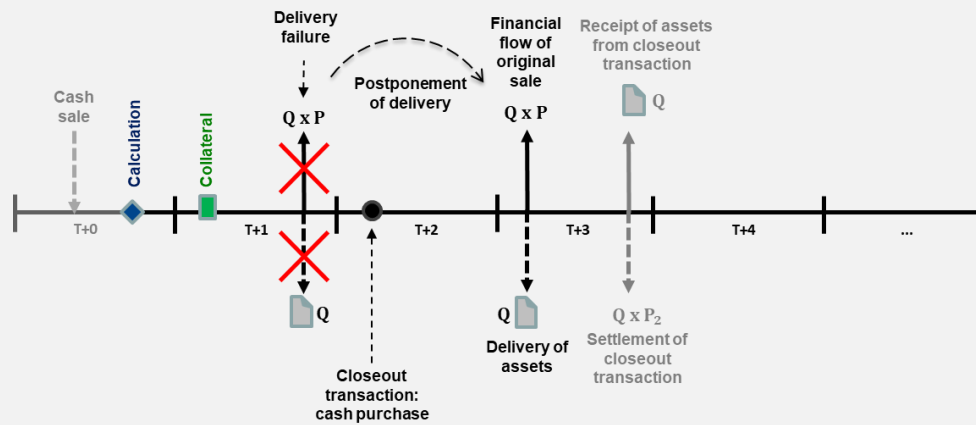 Delivery
failure
Financial
flow of
original
sale
Receipt of assets
from closeout
transaction
Cash
sale
Calculation
Collateral
Postponement
of delivery
Q x P
Q x P
Q
T+0
T+1
T+2
T+3
T+4
...
Q
Q
Q x P₂
Delivery of
assets
Settlement of
closeout
transaction
Closeout
transaction:
cash purchase